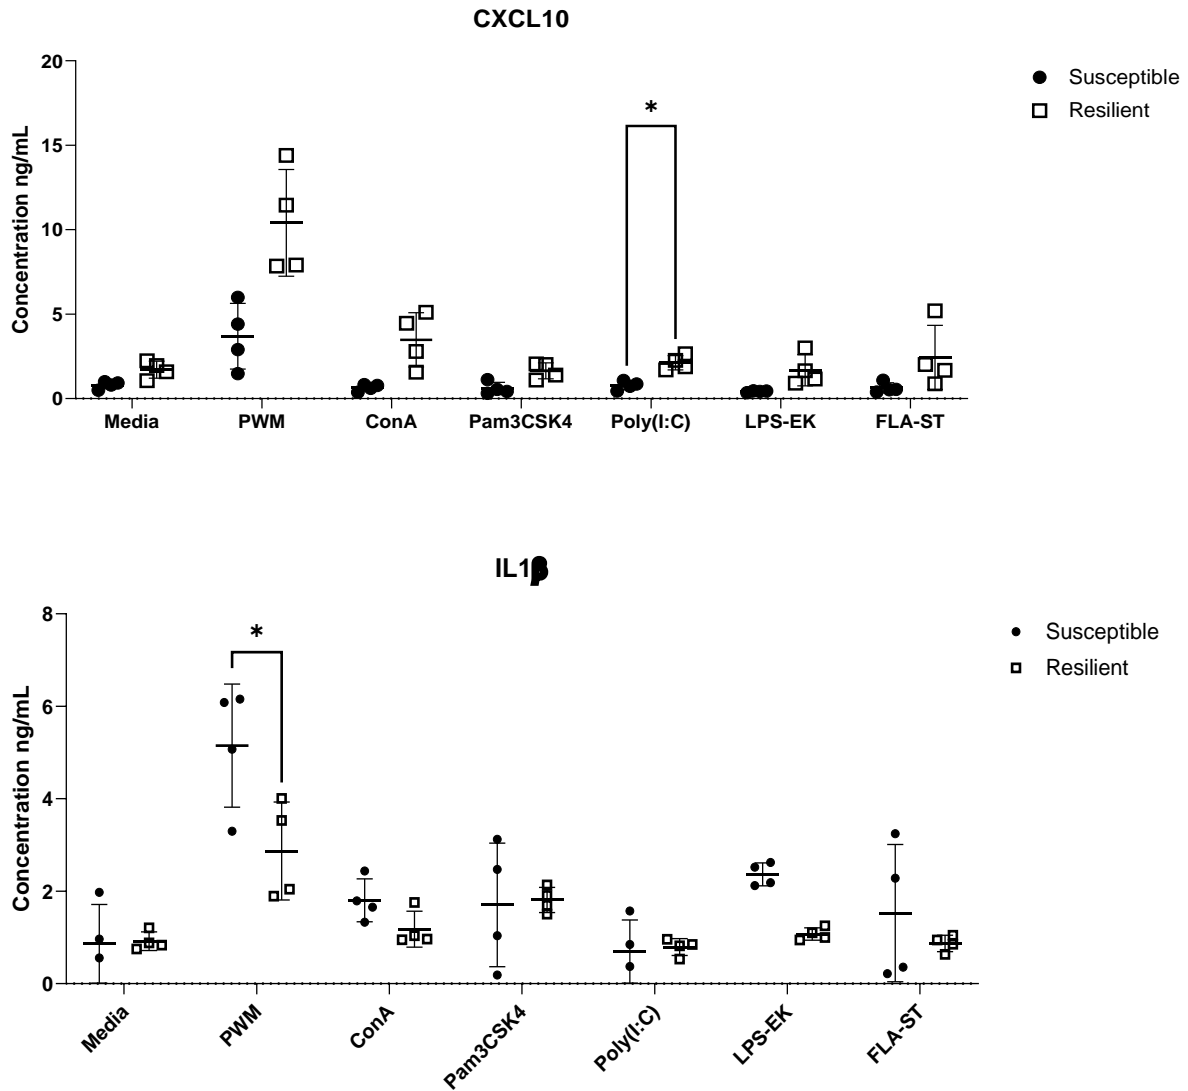 CXCL10
20
15
10
5
0
Concentration ng/mL
*
Susceptible
Resilient
Media PWM ConA Pam3CSK4 Poly(I:C) LPS-EK FLA-ST
IL1β
8
6
4
2
0
Concentration ng/mL
*
Susceptible
Resilient
Media PWM ConA Pam3CSK4 Poly(I:C) LPS-EK FLA-ST